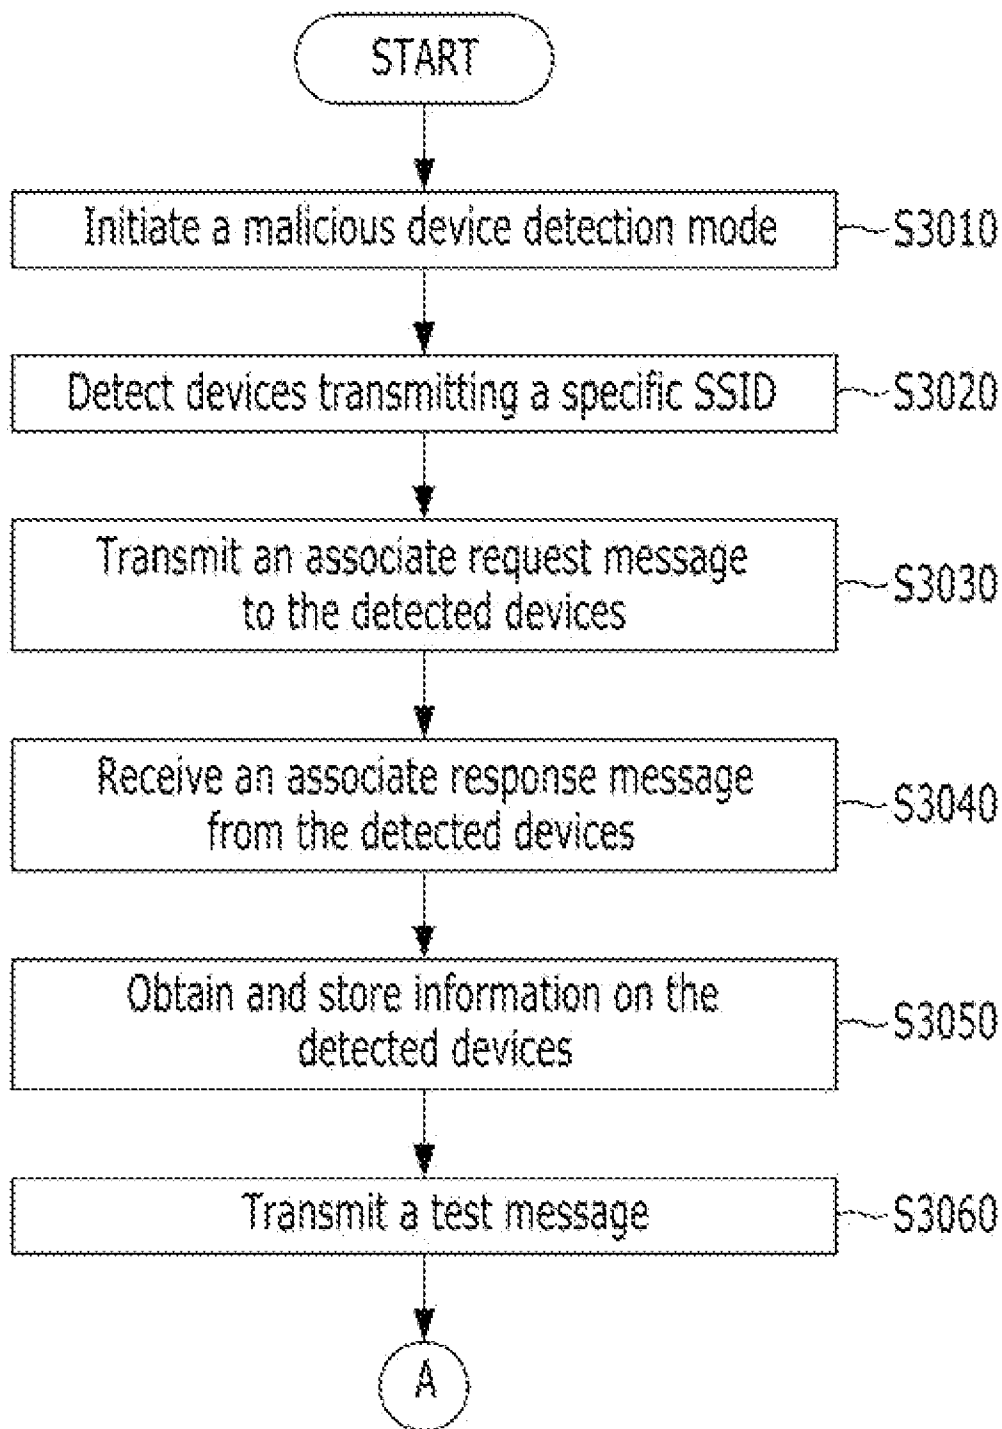 START
Initiate a malicious device detection mode
S3010
Detect devices transmitting a specific SSID
S3020
Transmit an associate request message
to the detected devices
S3030
Receive an associate response message
from the detected devices
S3040
Obtain and store information on the
detected devices
S3050
Transmit a test message
S3060
A